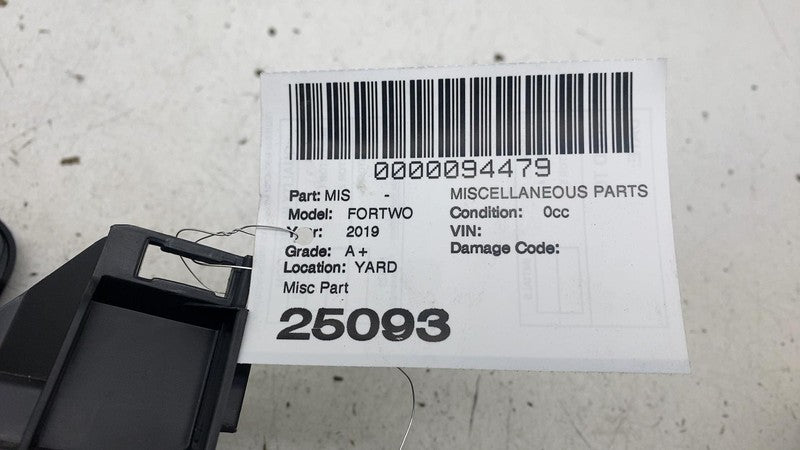 0000094479
Part: MIS - MISCELLANEOUS PARTS
Model: FORTWO Condition: 0cc
2019 VIN:
Grade: A+ Damage Code:
Location: YARD
Misc Part
25093